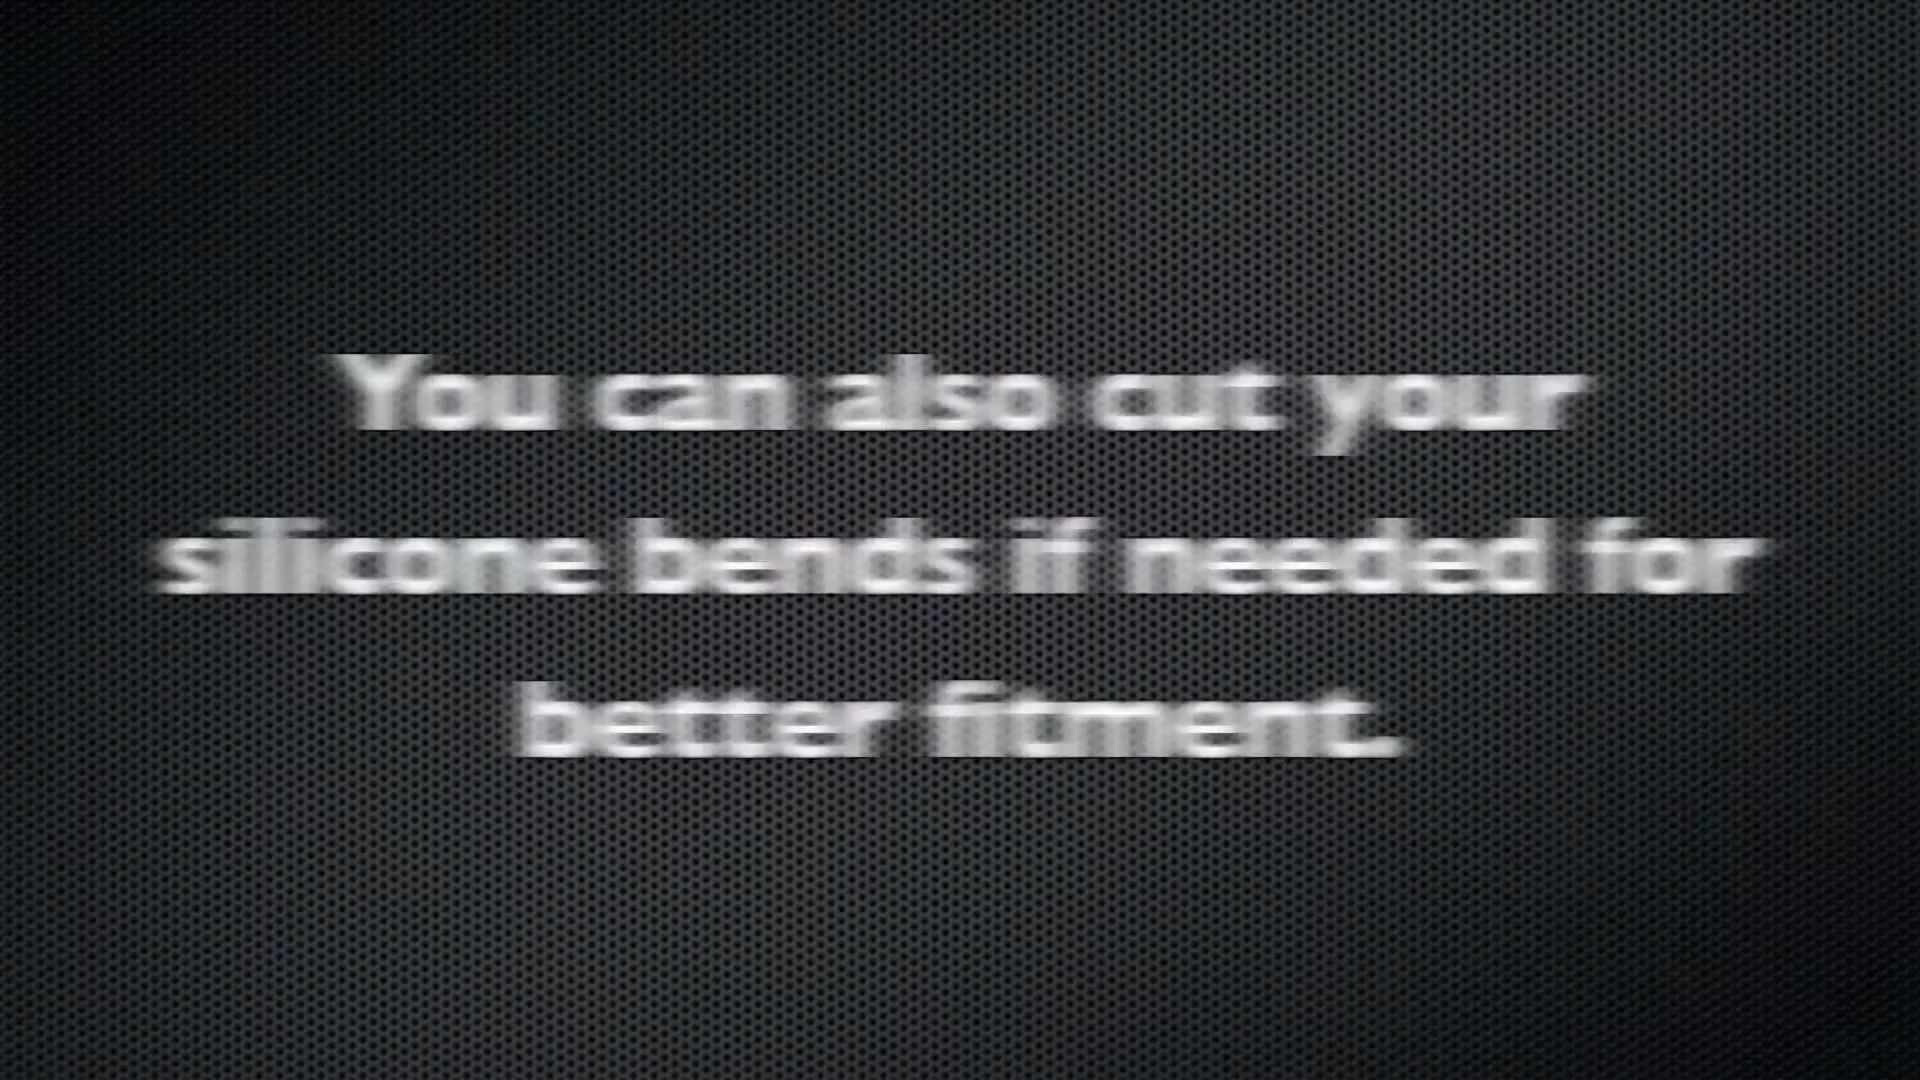 You can also cut your
silicone bends if needed for
better fitment.